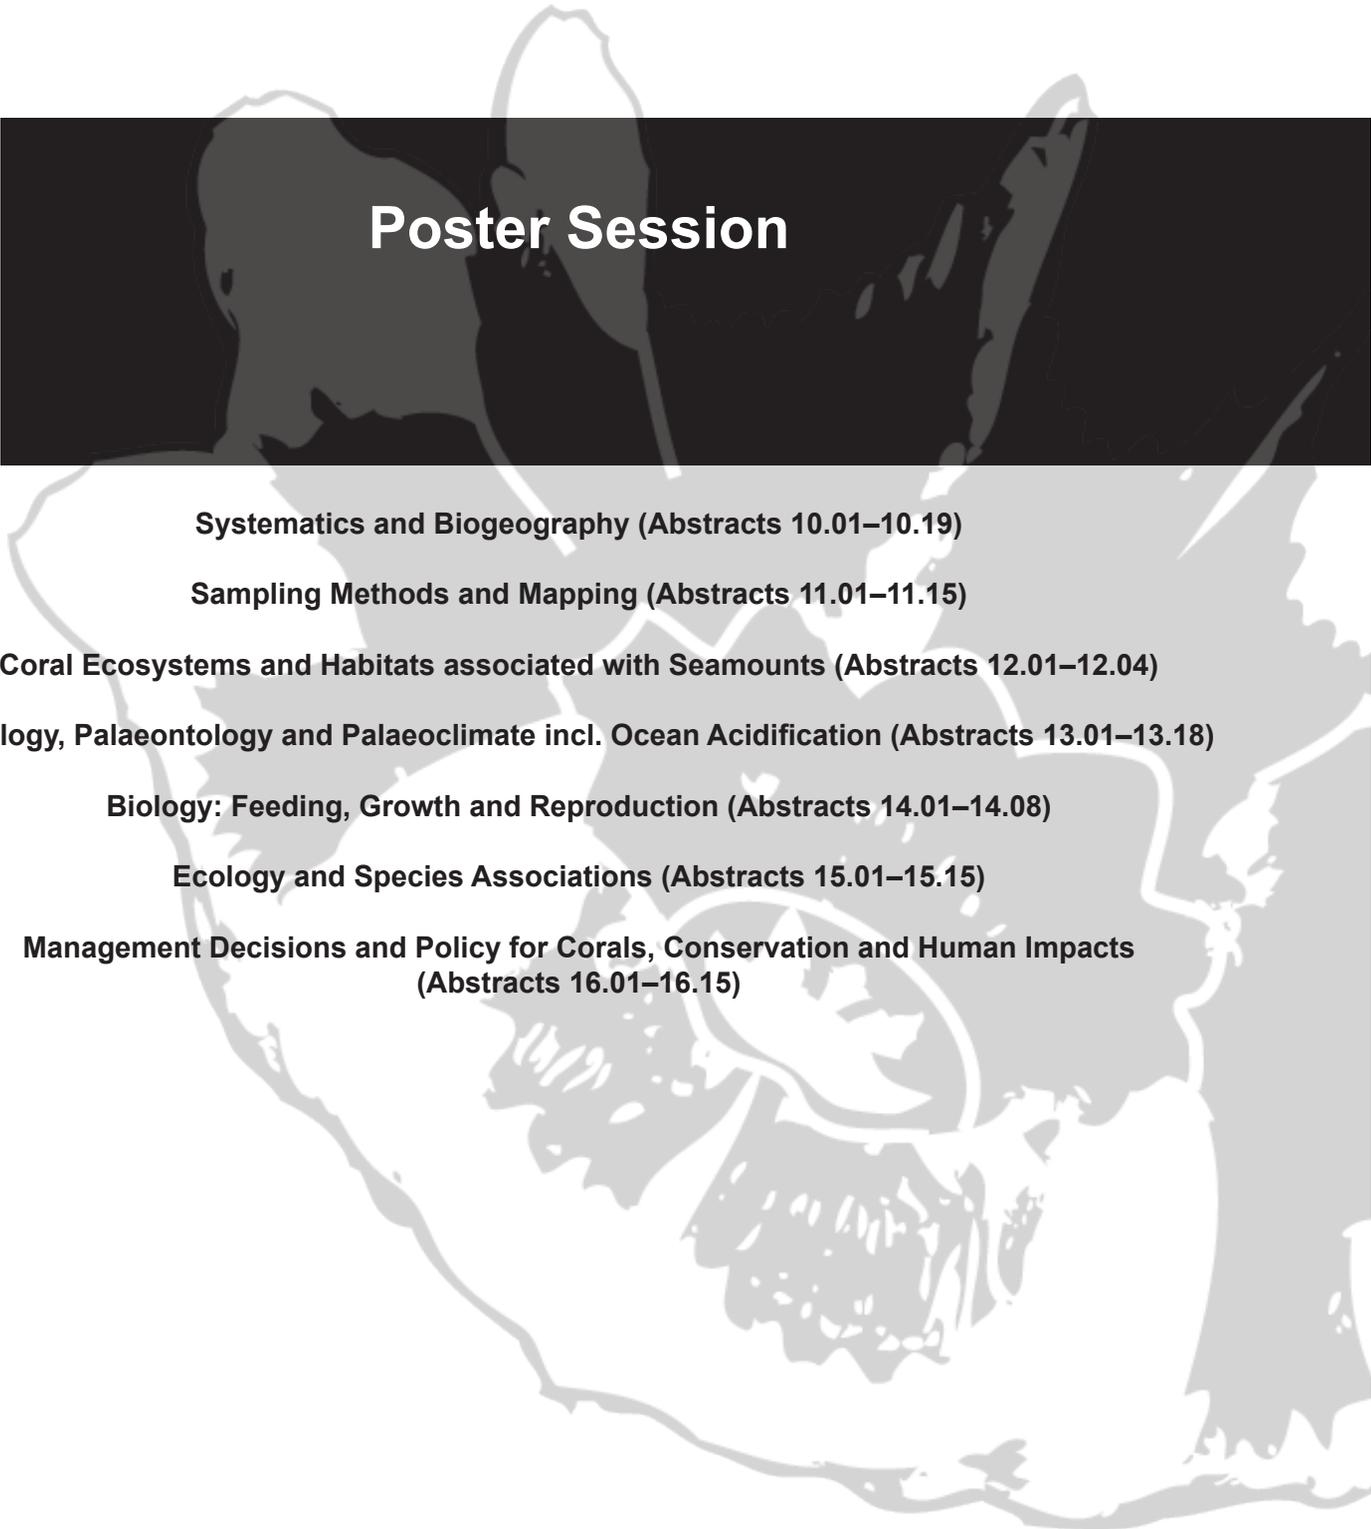 Poster Session
Systematics and Biogeography (Abstracts 10.01–10.19)
Sampling Methods and Mapping (Abstracts 11.01–11.15)
Coral Ecosystems and Habitats associated with Seamounts (Abstracts 12.01–12.04)
logy, Palaeontology and Palaeoclimate incl. Ocean Acidification (Abstracts 13.01–13.18)
Biology: Feeding, Growth and Reproduction (Abstracts 14.01–14.08)
Ecology and Species Associations (Abstracts 15.01–15.15)
Management Decisions and Policy for Corals, Conservation and Human Impacts
(Abstracts 16.01–16.15)